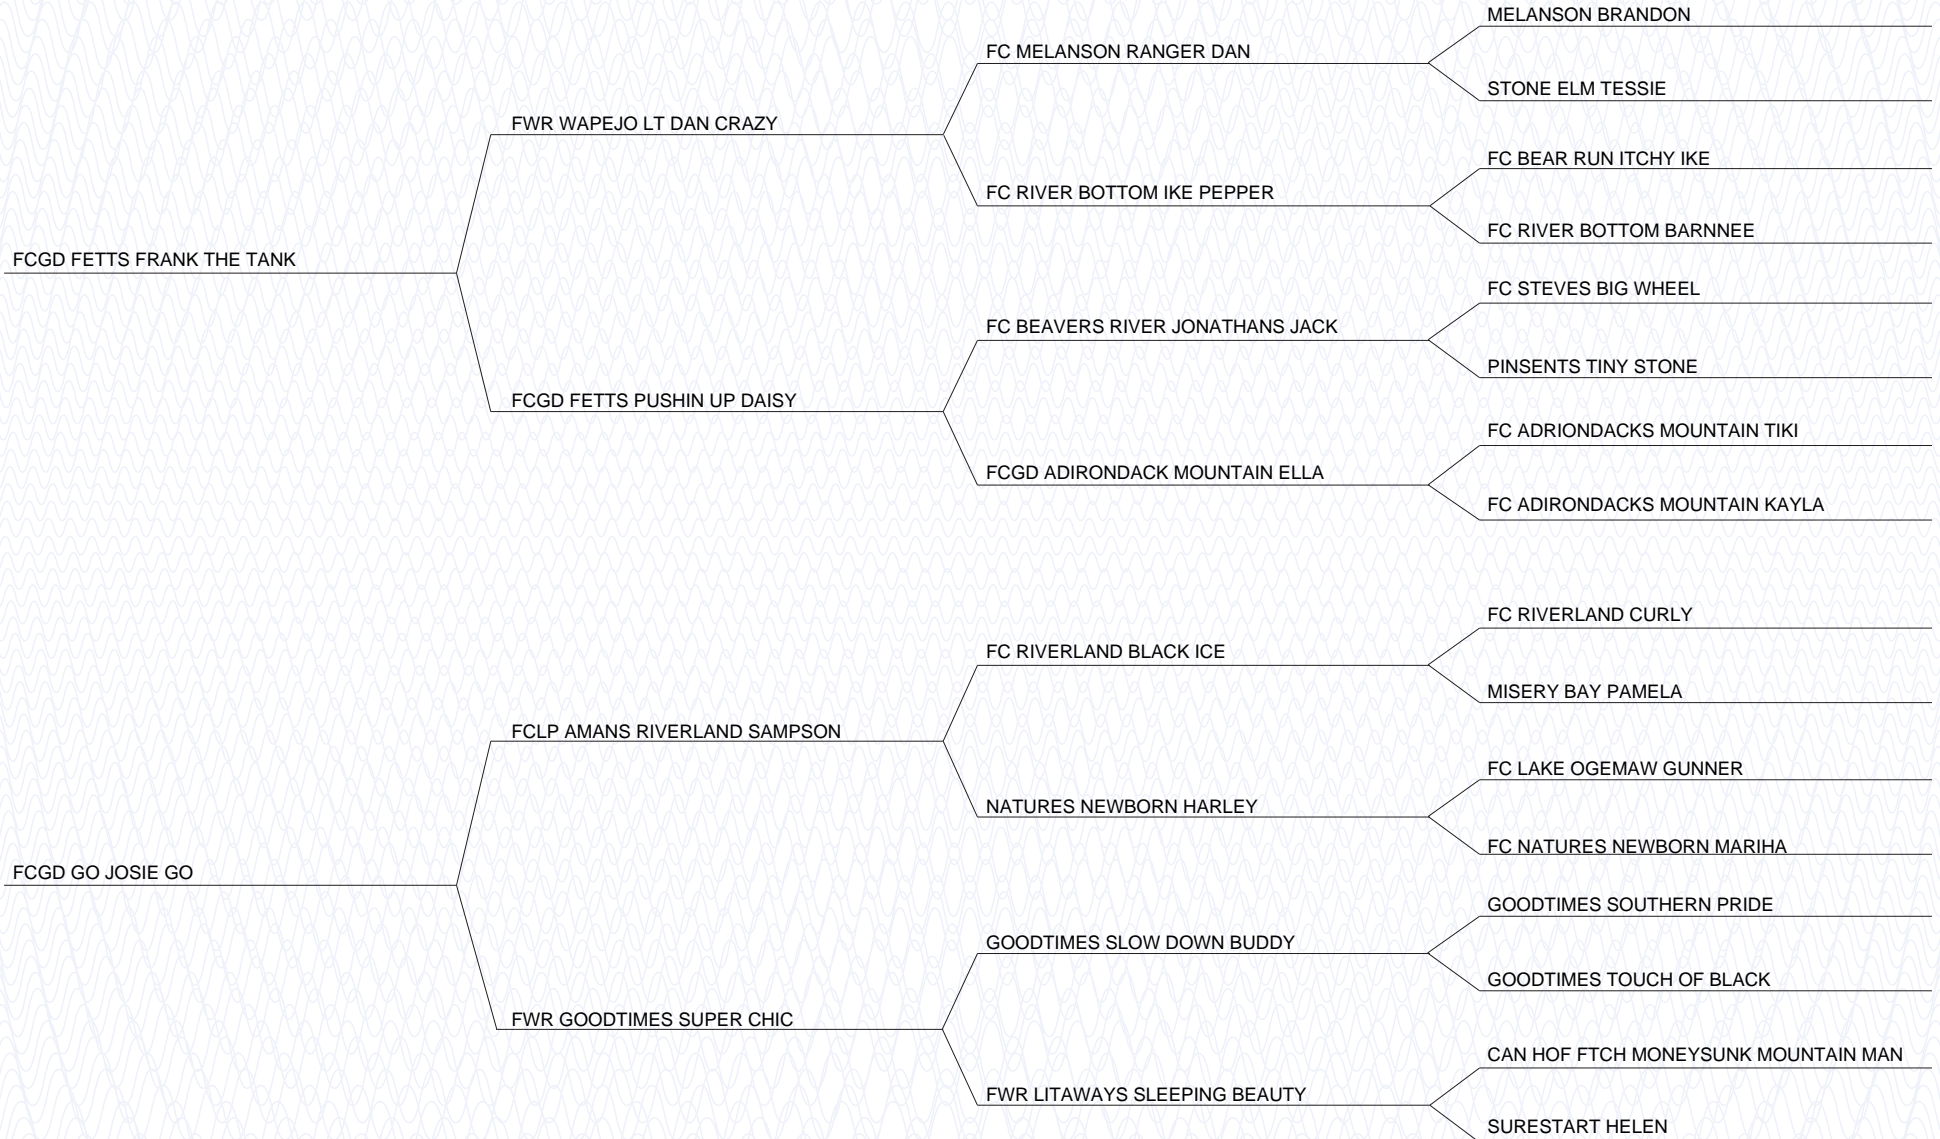 MELANSON BRANDON
FC MELANSON RANGER DAN
STONE ELM TESSIE
FWR WAPEJO LT DAN CRAZY
FC BEAR RUN ITCHY IKE
FC RIVER BOTTOM IKE PEPPER
FC RIVER BOTTOM BARNNEE
FCGD FETTS FRANK THE TANK
FC STEVES BIG WHEEL
FC BEAVERS RIVER JONATHANS JACK
PINSENTS TINY STONE
FCGD FETTS PUSHIN UP DAISY
FC ADRIONDACKS MOUNTAIN TIKI
FCGD ADIRONDACK MOUNTAIN ELLA
FC ADIRONDACKS MOUNTAIN KAYLA
FC RIVERLAND CURLY
FC RIVERLAND BLACK ICE
MISERY BAY PAMELA
FCLP AMANS RIVERLAND SAMPSON
FC LAKE OGEMAW GUNNER
NATURES NEWBORN HARLEY
FC NATURES NEWBORN MARIHA
FCGD GO JOSIE GO
GOODTIMES SOUTHERN PRIDE
GOODTIMES SLOW DOWN BUDDY
GOODTIMES TOUCH OF BLACK
FWR GOODTIMES SUPER CHIC
CAN HOF FTCH MONEYSUNK MOUNTAIN MAN
FWR LITAWAYS SLEEPING BEAUTY
SURESTART HELEN